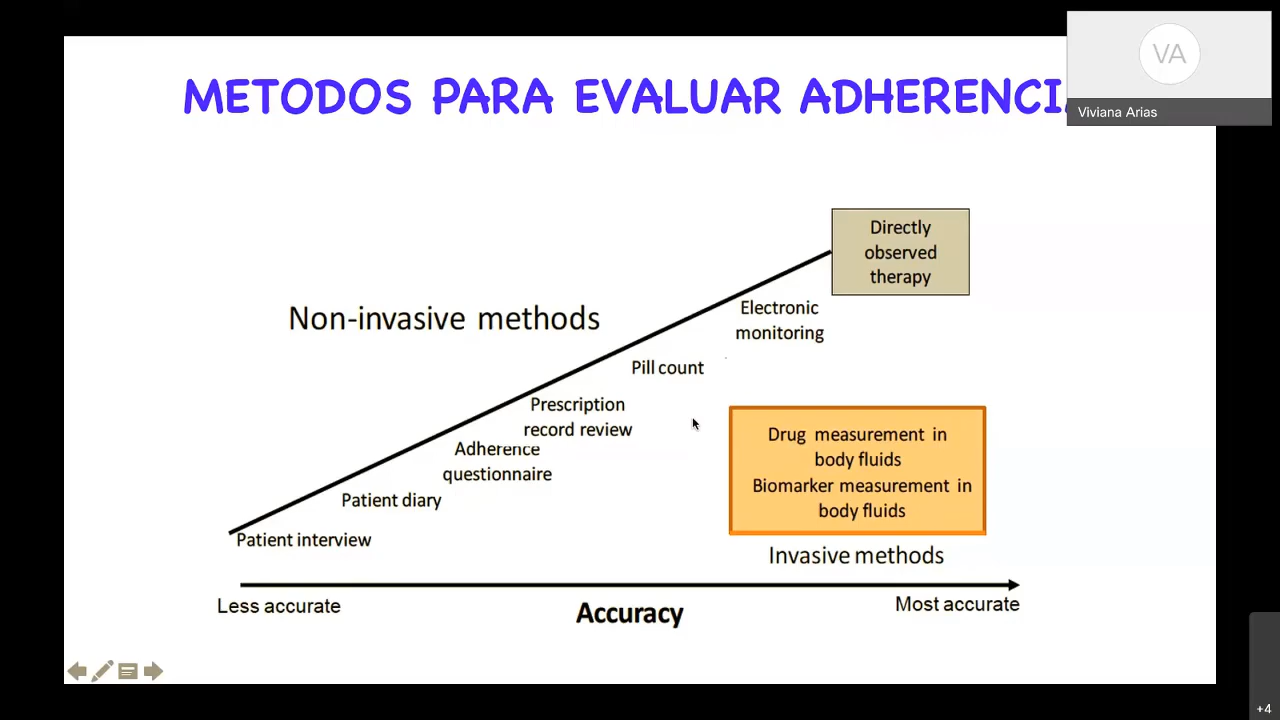 METODOS PARA EVALUAR ADHERENCI
VA
Viviana Arias
Directly
observed
therapy
Non-invasive methods
Electronic
monitoring
Pill count
Prescription
record review
Adherence
questionnaire
Patient diary
Patient interview
Drug measurement in
body fluids
Biomarker measurement in
body fluids
Invasive methods
Less accurate
Accuracy
Most accurate
+4